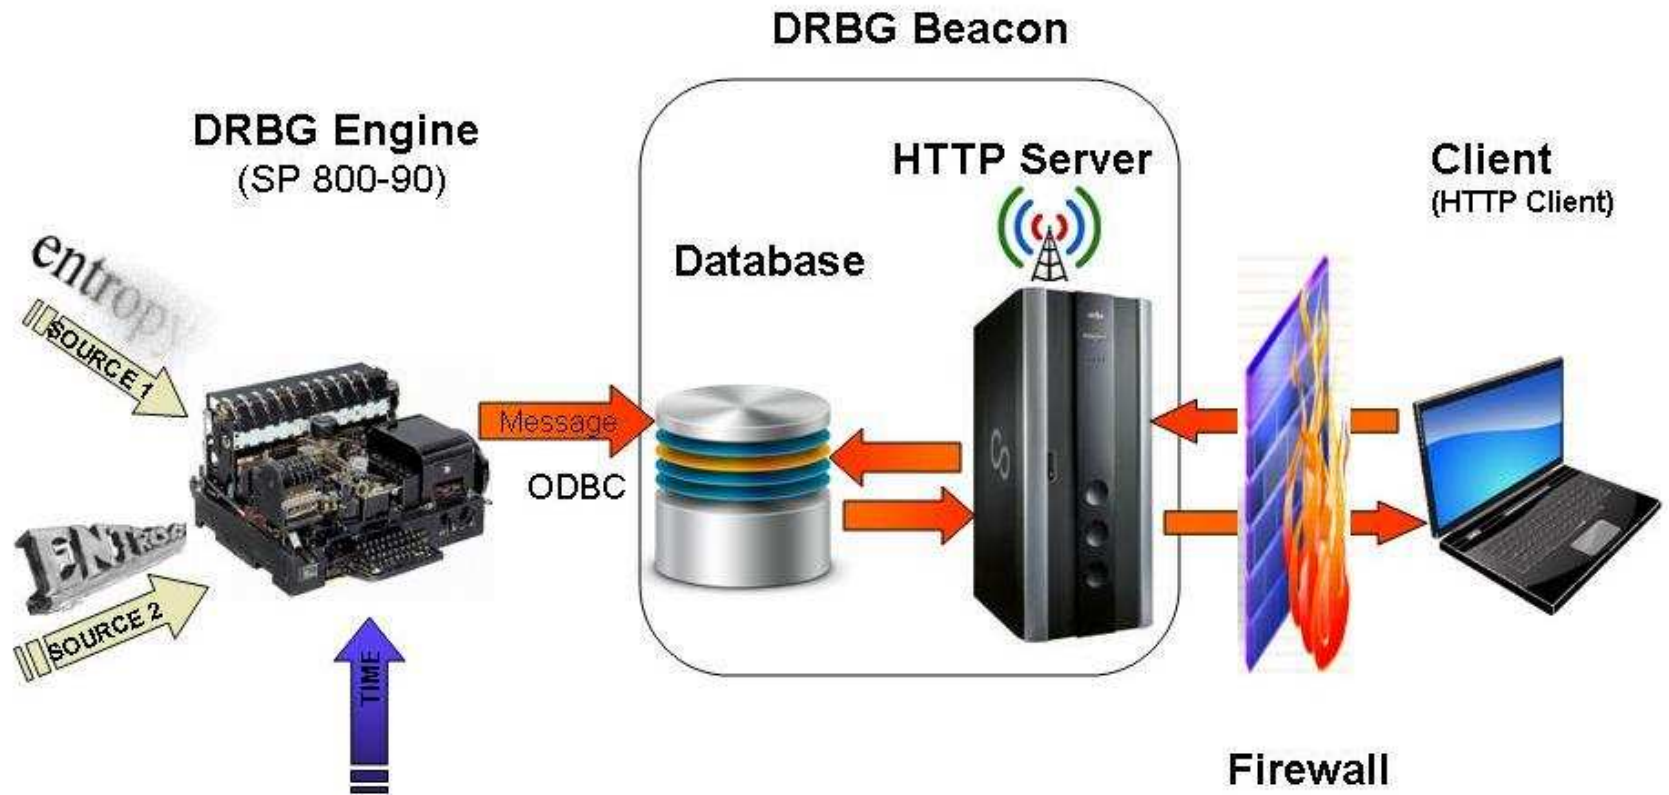 DRBG Beacon
DRBG Engine
(SP 800-90)
HTTP Server
Client
(HTTP Client)
Database
entropy
SOURCE 1
Message
ODBC
ENTROPY
SOURCE 2
TIME
Firewall